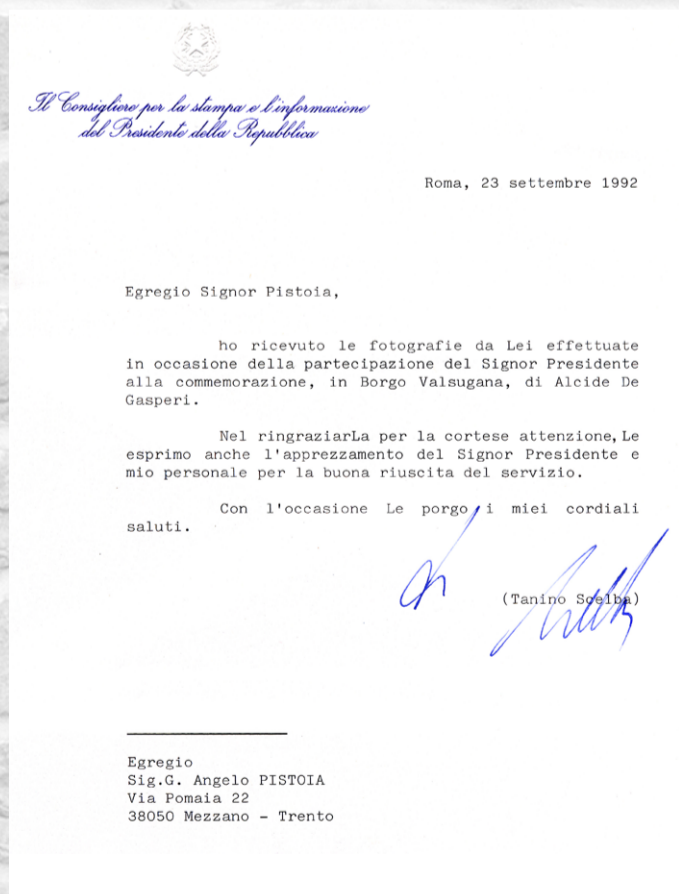 Il Consigliere per la stampa e l'informazione
del Presidente della Repubblica
Roma, 23 settembre 1992
Egregio Signor Pistoia,
ho ricevuto le fotografie da Lei effettuate
in occasione della partecipazione del Signor Presidente
alla commemorazione, in Borgo Valsugana, di Alcide De
Gasperi.
Nel ringraziarLa per la cortese attenzione, Le
esprimo anche l'apprezzamento del Signor Presidente e
mio personale per la buona riuscita del servizio.
Con l'occasione Le porgo i miei cordiali
saluti.
(Tanino Scelba)
Egregio
Sig.G. Angelo PISTOIA
Via Pomaia 22
38050 Mezzano - Trento